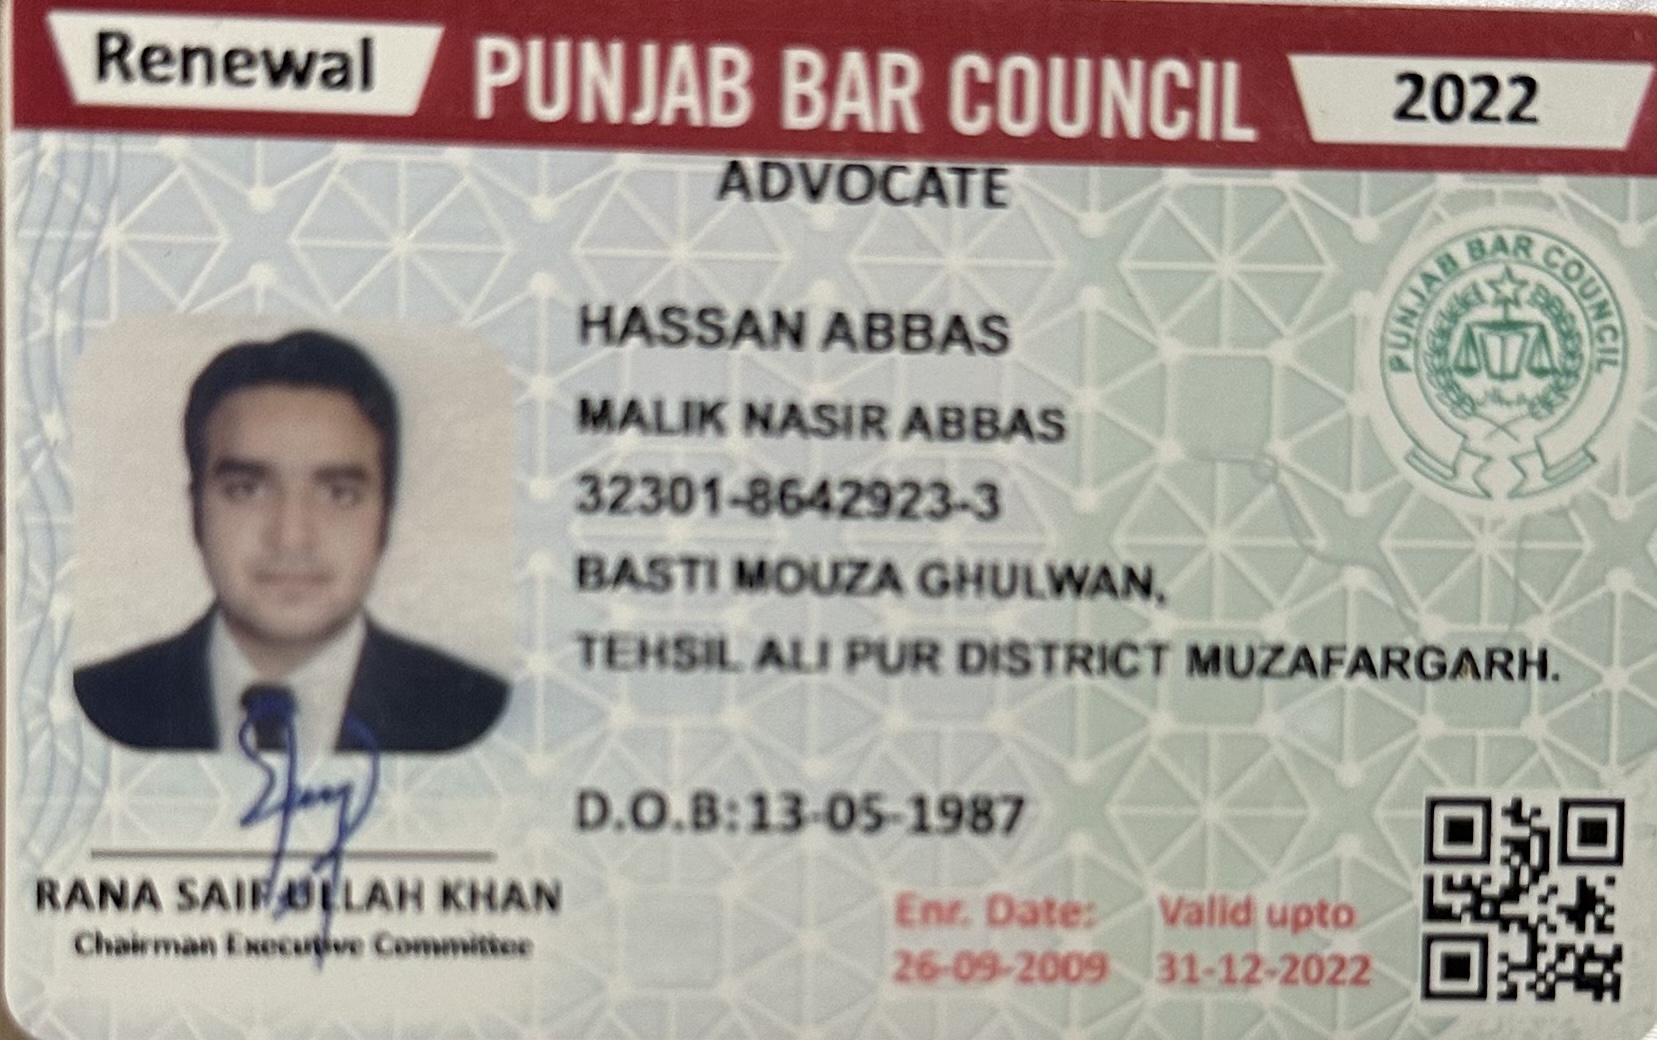 Renewal
PUNJAB BAR COUNCIL
2022
ADVOCATE
PUNJAB BAR COUNCIL
HASSAN ABBAS
MALIK NASIR ABBAS
32301-8642923-3
BASTI MOUZA GHULWAN,
TEHSIL ALI PUR DISTRICT MUZAFARGARH.
D.O.B:13-05-1987
RANA SAIFULLAH KHAN
Chairman Executive Committee
Enr. Date:
26-09-2009
Valid upto
31-12-2022